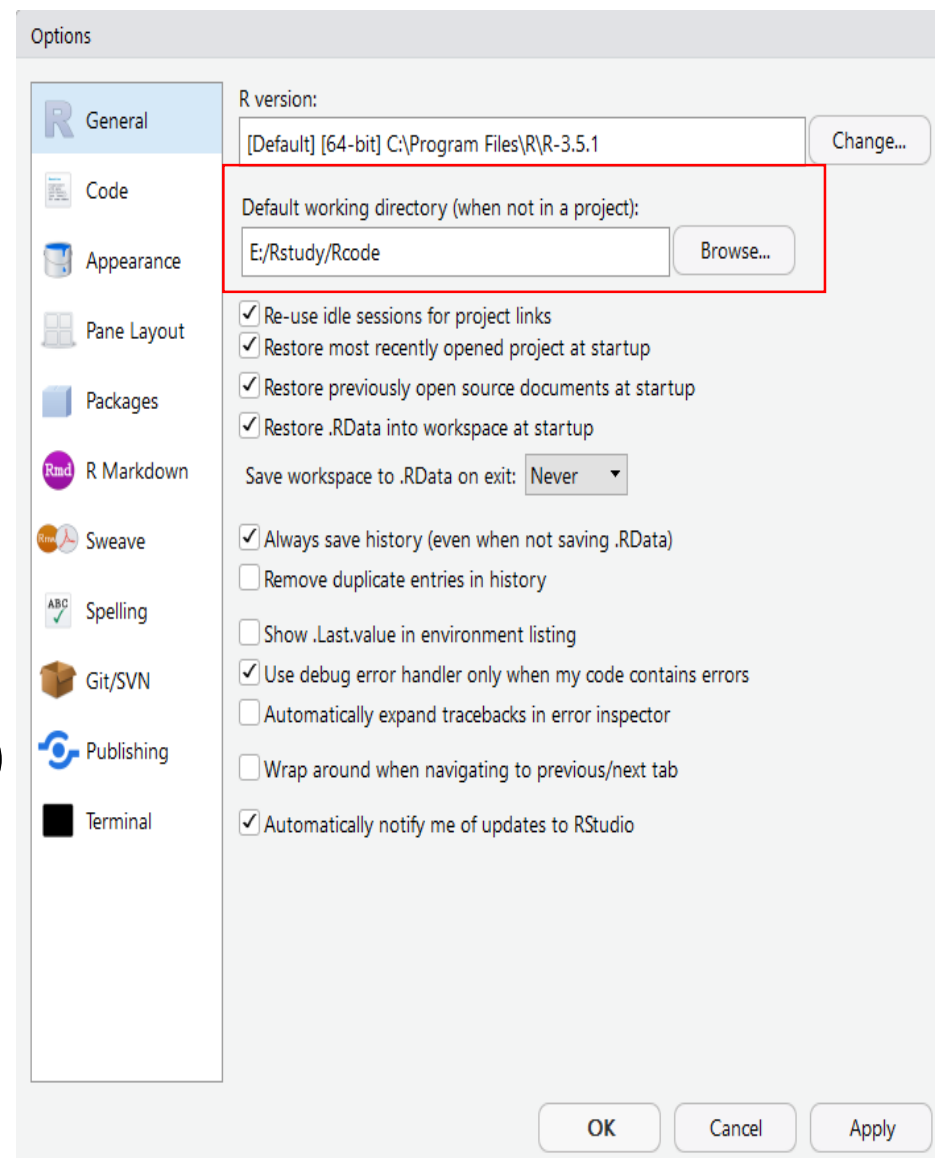 Options
General
Code
Appearance
Pane Layout
Packages
Rmd R Markdown
Rnw Sweave
ABC Spelling
Git/SVN
Publishing
Terminal
R version:
[Default] [64-bit] C:\Program Files\R\R-3.5.1 Change...
Default working directory (when not in a project):
E:/Rstudy/Rcode Browse...
Re-use idle sessions for project links
Restore most recently opened project at startup
Restore previously open source documents at startup
Restore .RData into workspace at startup
Save workspace to .RData on exit: Never
Always save history (even when not saving .RData)
Remove duplicate entries in history
Show .Last.value in environment listing
Use debug error handler only when my code contains errors
Automatically expand tracebacks in error inspector
Wrap around when navigating to previous/next tab
Automatically notify me of updates to RStudio
OK Cancel Apply